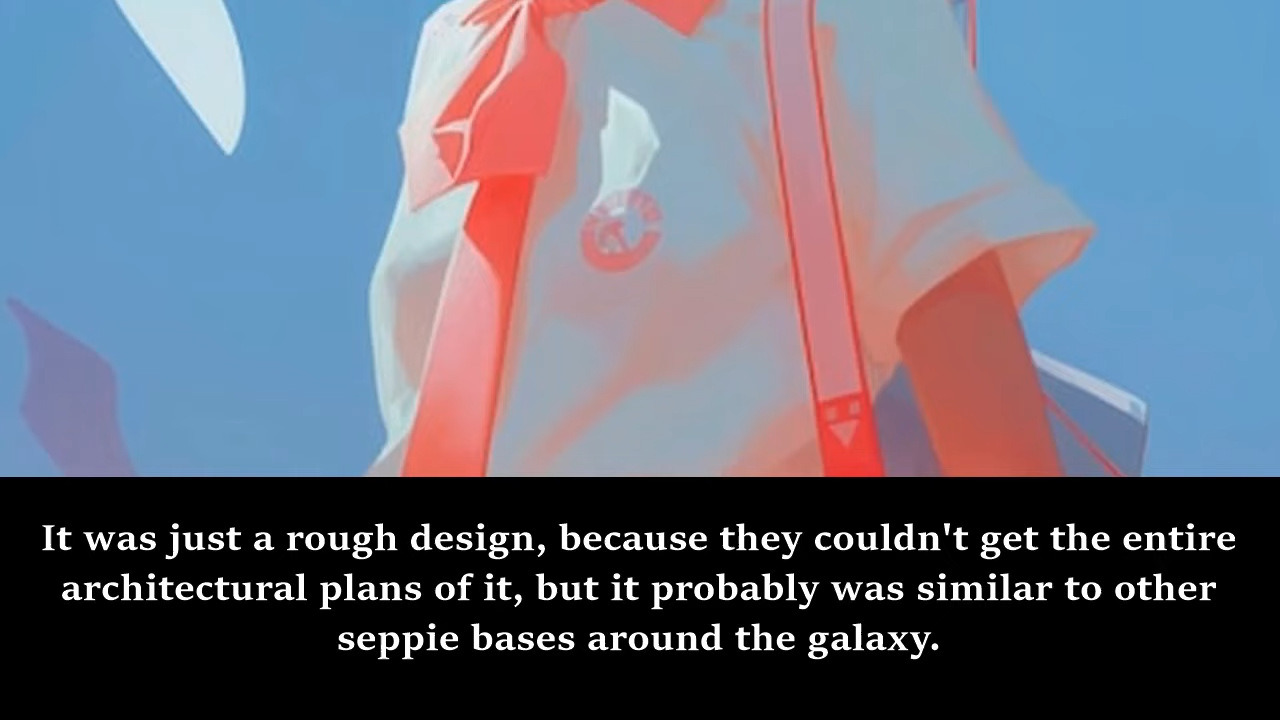 It was just a rough design, because they couldn't get the entire
architectural plans of it, but it probably was similar to other
seppie bases around the galaxy.